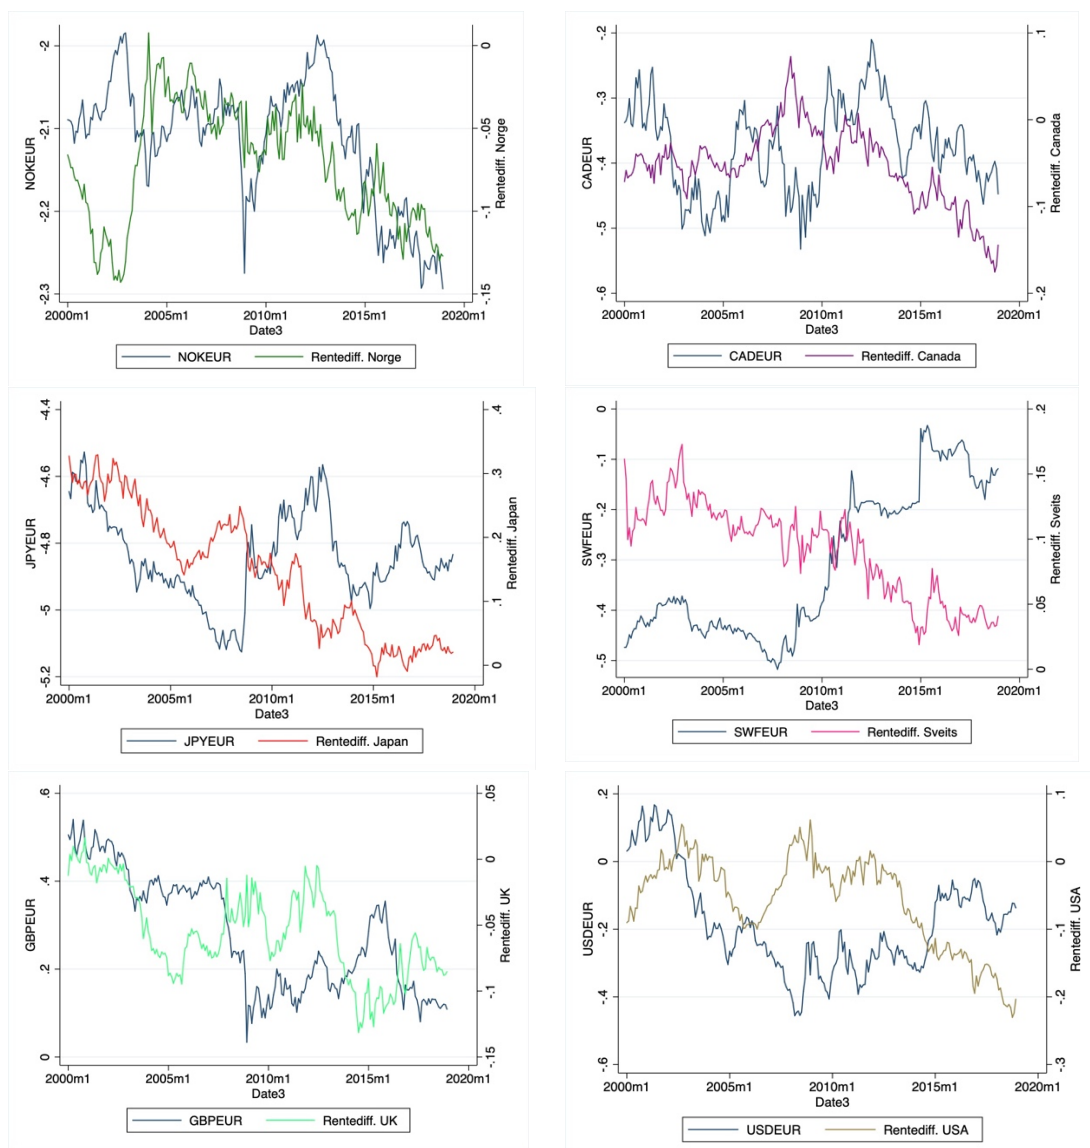 NOKEUR
-.2
-.2.1
-.2.2
-.2.3
0
-.05
-.1
-.15
Rentediff. Norge
2000m1 2005m1 2010m1 2015m1 2020m1
Date3
NOKEUR Rentediff. Norge
CADEUR
-.2
-.3
-.4
-.5
-.6
.1
0
-.1
-.2
Rentediff. Canada
2000m1 2005m1 2010m1 2015m1 2020m1
Date3
CADEUR Rentediff. Canada
JPYEUR
-4.4
-4.6
-4.8
-5
-5.2
.4
.3
.2
.1
0
Rentediff. Japan
2000m1 2005m1 2010m1 2015m1 2020m1
Date3
JPYEUR Rentediff. Japan
SWFEUR
0
-.1
-.2
-.3
-.4
-.5
.2
.15
.1
.05
0
Rentediff. Sveits
2000m1 2005m1 2010m1 2015m1 2020m1
Date3
SWFEUR Rentediff. Sveits
GBPEUR
.6
.4
.2
0
.05
0
-.05
-.1
-.15
Rentediff. UK
2000m1 2005m1 2010m1 2015m1 2020m1
Date3
GBPEUR Rentediff. UK
USDEUR
.2
0
-.2
-.4
-.6
.1
0
-.1
-.2
-.3
Rentediff. USA
2000m1 2005m1 2010m1 2015m1 2020m1
Date3
USDEUR Rentediff. USA